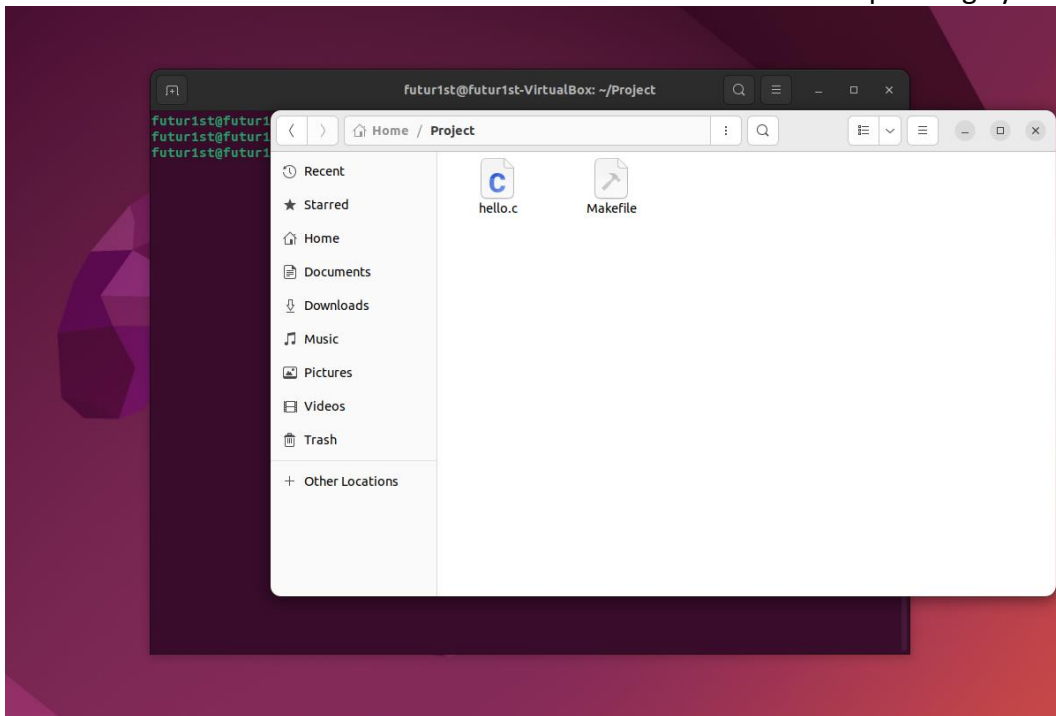 futur1st@futur1st-VirtualBox: ~/Project
futur1st@futur1
futur1st@futur1
futur1st@futur1
Home / Project
Recent
Starred
Home
Documents
Downloads
Music
Pictures
Videos
Trash
+ Other Locations
hello.c
Makefile